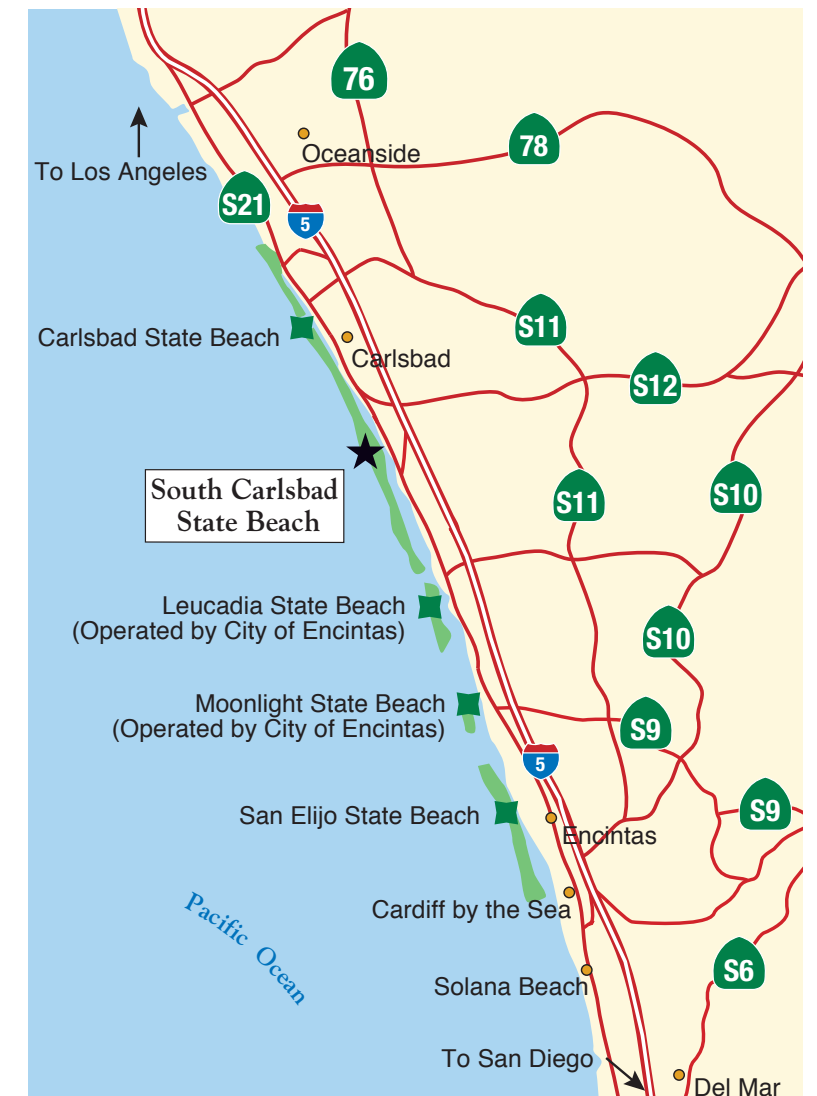 76
78
Oceanside
To Los Angeles
S21
5
S11
Carlsbad State Beach
Carlsbad
S12
South Carlsbad
State Beach
S11
S10
Leucadia State Beach
(Operated by City of Encintas)
S10
Moonlight State Beach
(Operated by City of Encintas)
S9
5
San Elijo State Beach
S9
Encintas
Cardiff by the Sea
Pacific Ocean
S6
Solana Beach
To San Diego
Del Mar